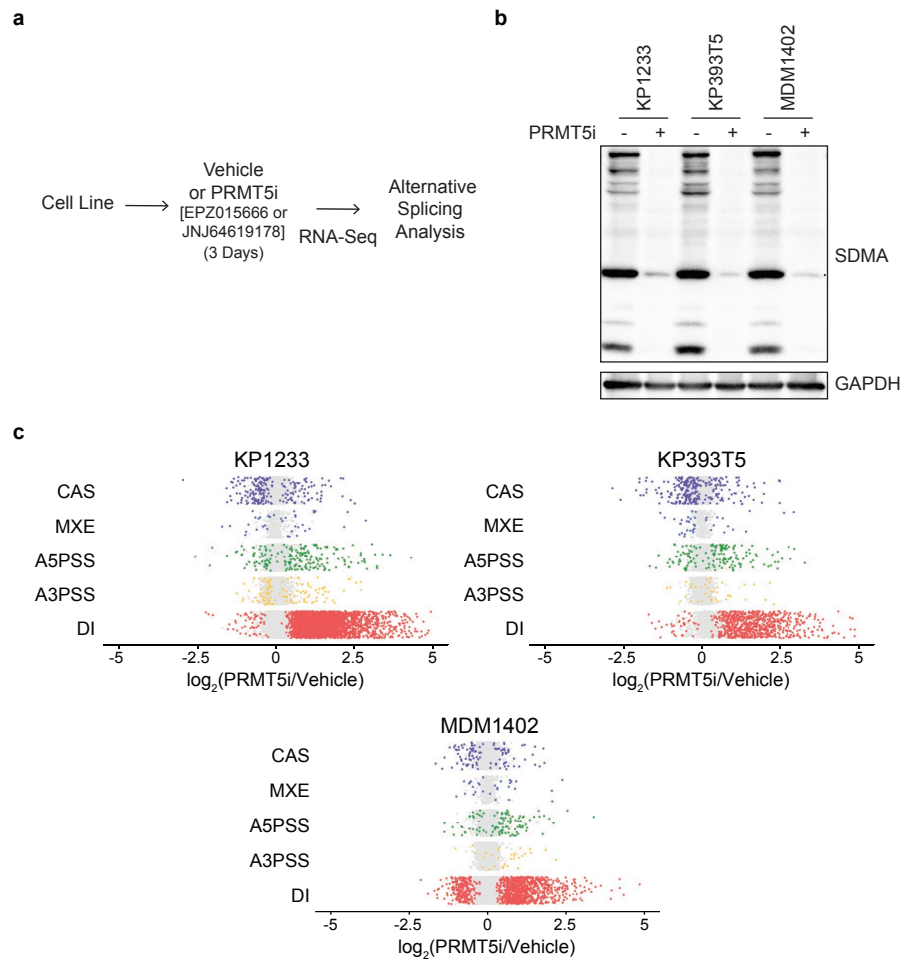 a
Cell Line
Vehicle
or PRMT5i
[EPZ015666 or
JNJ64619178]
(3 Days)
RNA-Seq
Alternative
Splicing
Analysis
b
KP1233
KP393T5
MDM1402
PRMT5i - + - + - +
SDMA
GAPDH
c
KP1233
CAS
MXE
A5PSS
A3PSS
DI
-5 -2.5 0 2.5 5
log2(PRMT5i/Vehicle)
KP393T5
CAS
MXE
A5PSS
A3PSS
DI
-5 -2.5 0 2.5 5
log2(PRMT5i/Vehicle)
MDM1402
CAS
MXE
A5PSS
A3PSS
DI
-5 -2.5 0 2.5 5
log2(PRMT5i/Vehicle)